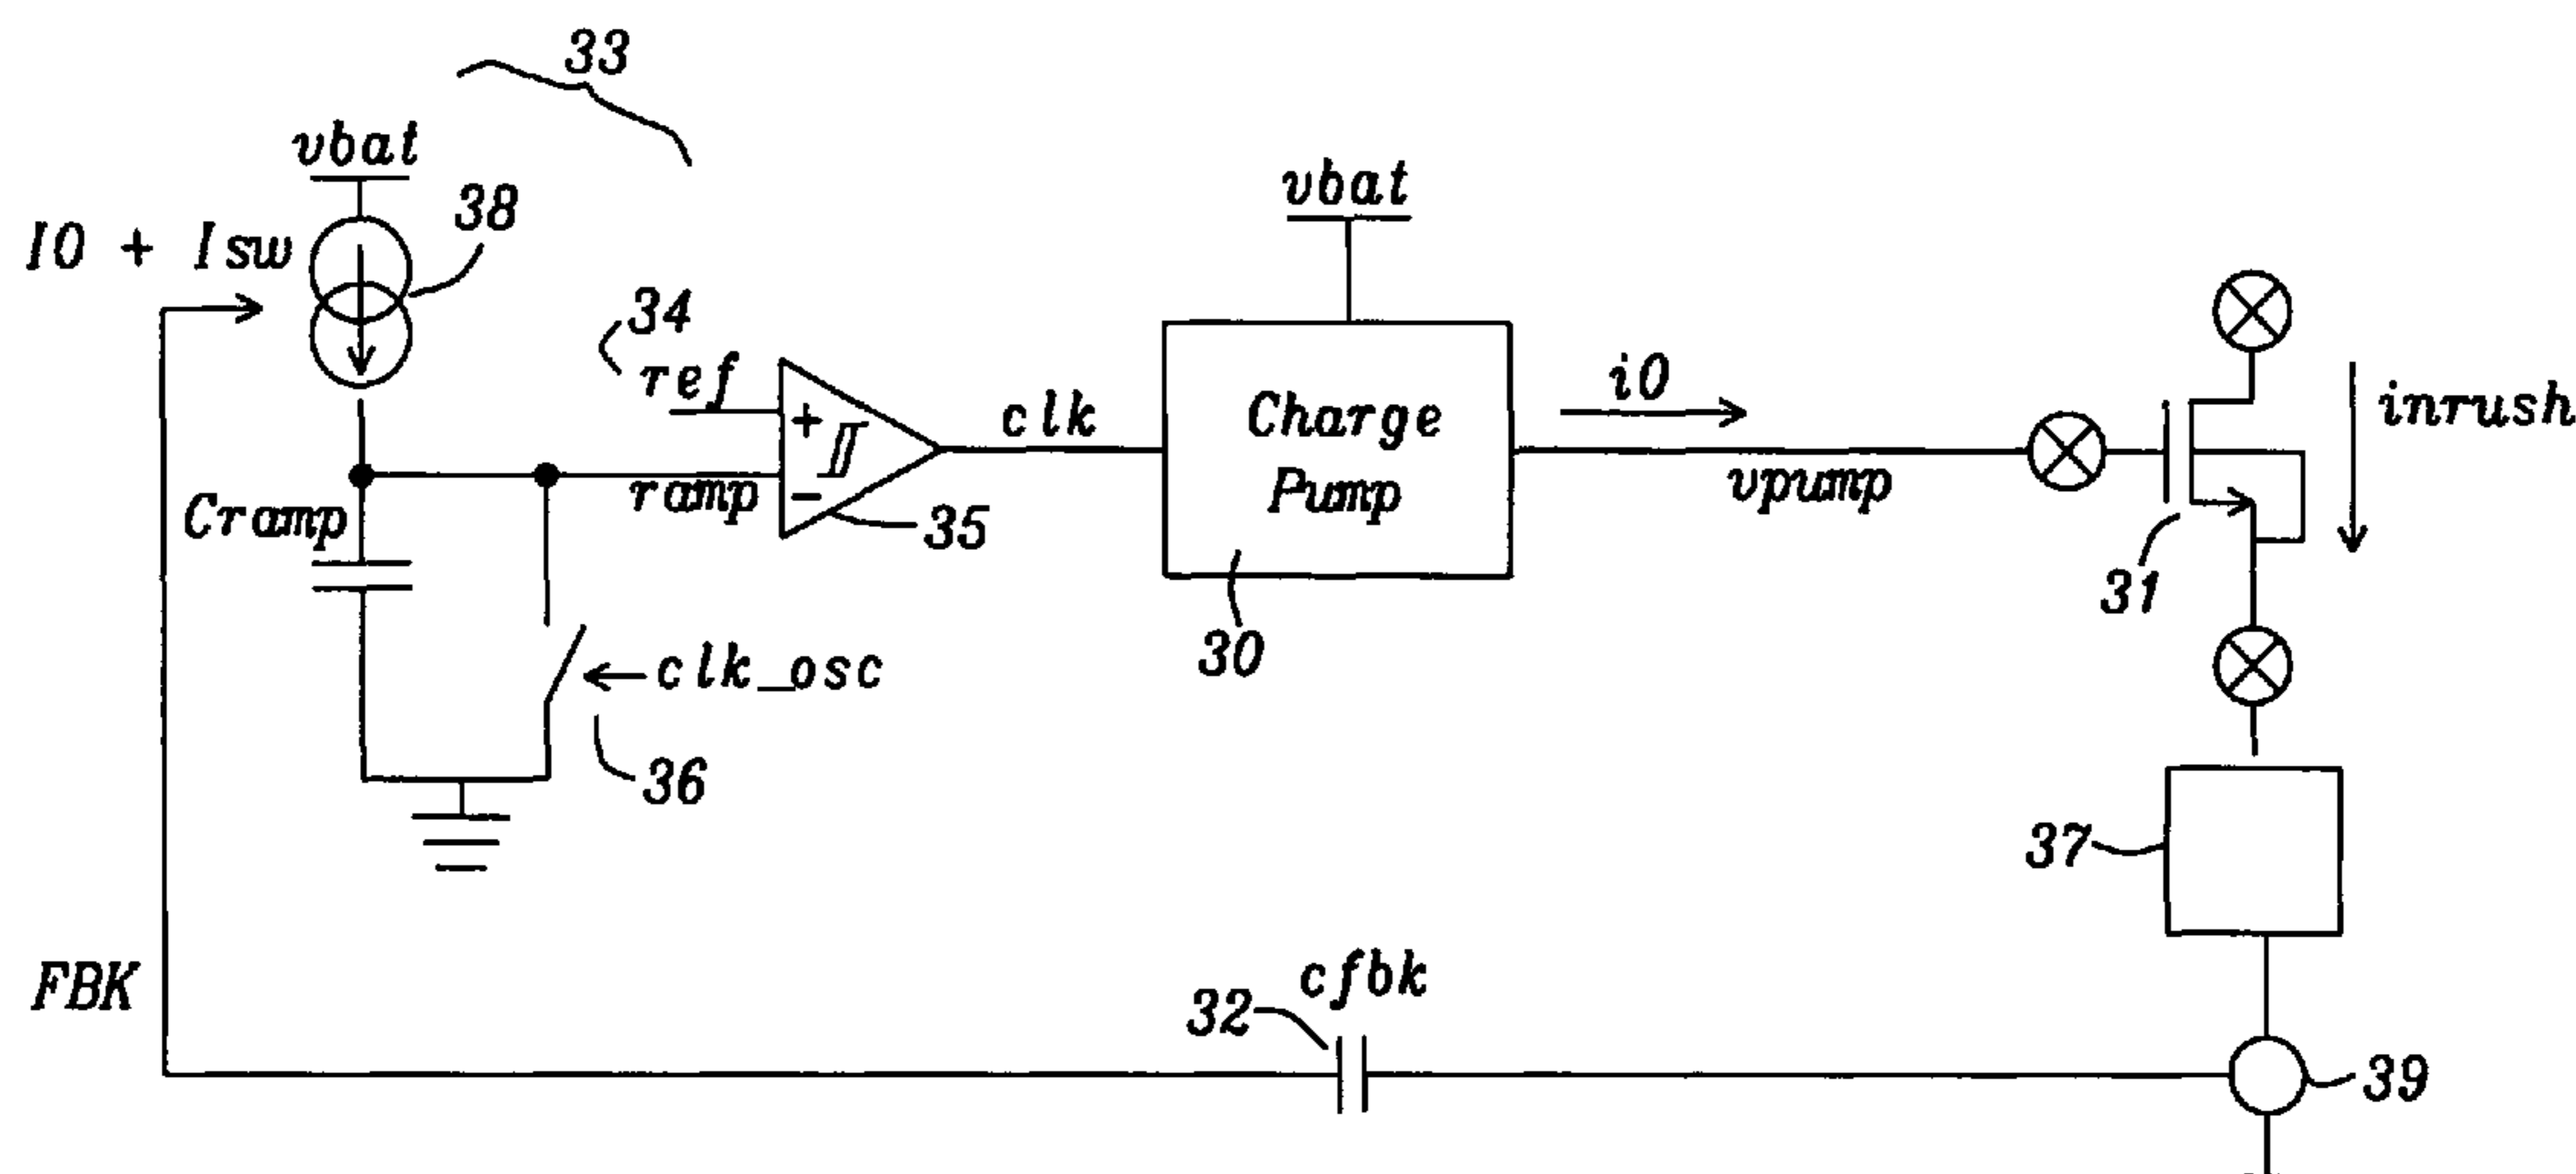 33
vbat
38
I0 + Isw
34
ref
+
ramp
-
35
clk
vbat
Charge
Pump
30
i0
vpump
inrush
31
Cramp
clk_osc
36
37
FBK
cfbk
32
39